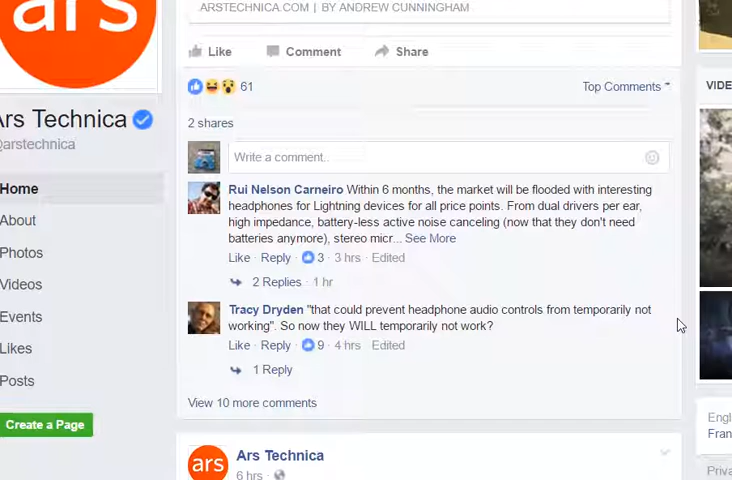 ars
ARSTECHNICA.COM | BY ANDREW CUNNINGHAM
Like Comment Share
61 Top Comments
Ars Technica
@arstechnica
2 shares
Write a comment..
Home
About
Photos
Videos
Events
Likes
Posts
Create a Page
Rui Nelson Carneiro Within 6 months, the market will be flooded with interesting
headphones for Lightning devices for all price points. From dual drivers per ear,
high impedance, battery-less active noise canceling (now that they don't need
batteries anymore), stereo micr... See More
Like · Reply · 3 · 3 hrs · Edited
2 Replies · 1 hr
Tracy Dryden "that could prevent headphone audio controls from temporarily not
working". So now they WILL temporarily not work?
Like · Reply · 9 · 4 hrs · Edited
1 Reply
View 10 more comments
ars
Ars Technica
6 hrs ·
VIDE
Engl
Fran
Priva